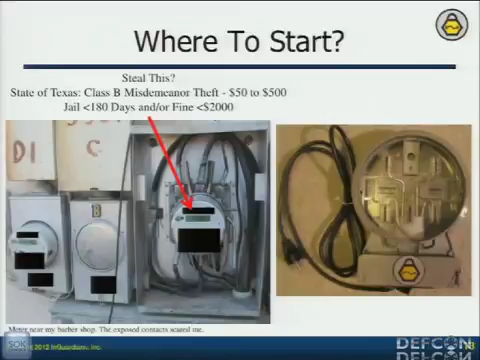 Where To Start?
Steal This?
State of Texas: Class B Misdemeanor Theft - $50 to $500
Jail <180 Days and/or Fine <$2000
D1
C
B
Meter near my barber shop. The exposed contacts scared me.
2012 InGuardians, Inc.
DEFCON